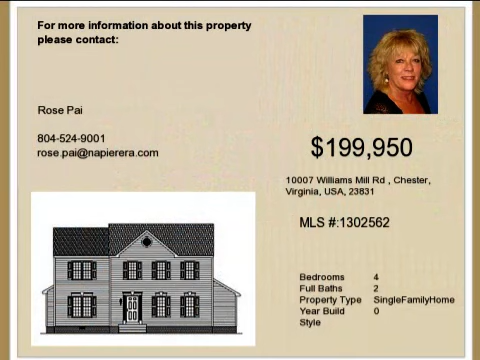 For more information about this property
please contact:
Rose Pai
804-524-9001
rose.pai@napierera.com
$199,950
10007 Williams Mill Rd , Chester,
Virginia, USA, 23831
MLS #:1302562
Bedrooms 4
Full Baths 2
Property Type SingleFamilyHome
Year Build 0
Style